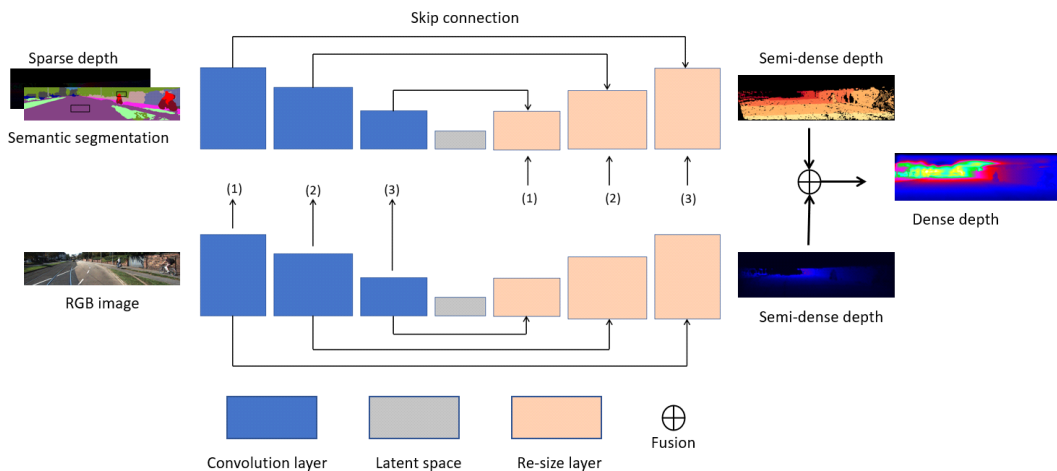 Skip connection
Sparse depth
Semi-dense depth
Semantic segmentation
(1)
(2)
(3)
(1)
(2)
(3)
Dense depth
RGB image
Semi-dense depth
Fusion
Convolution layer
Latent space
Re-size layer